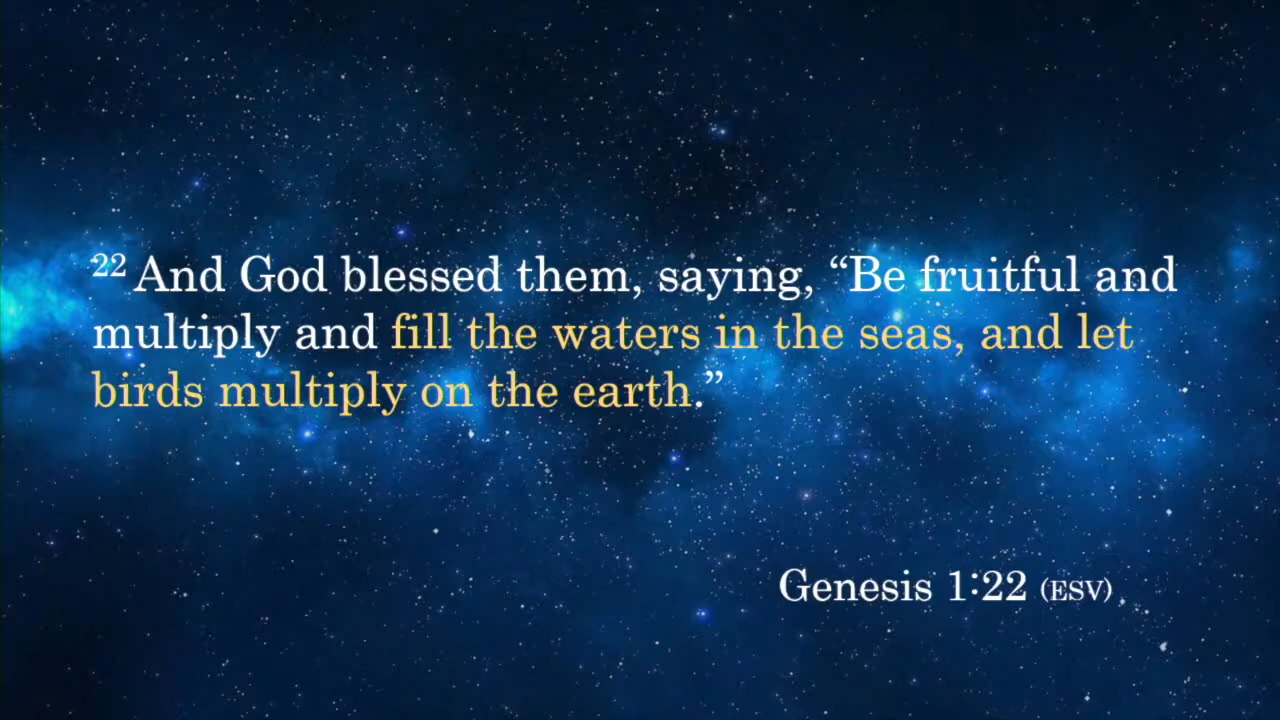 22 And God blessed them, saying, “Be fruitful and
multiply and fill the waters in the seas, and let
birds multiply on the earth.”
Genesis 1:22 (ESV)